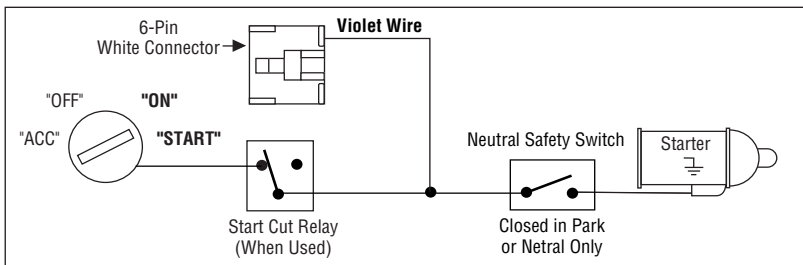 6-Pin
White Connector
Violet Wire
"OFF"
"ON"
"ACC"
"START"
Neutral Safety Switch
Starter
Start Cut Relay
(When Used)
Closed in Park
or Netral Only